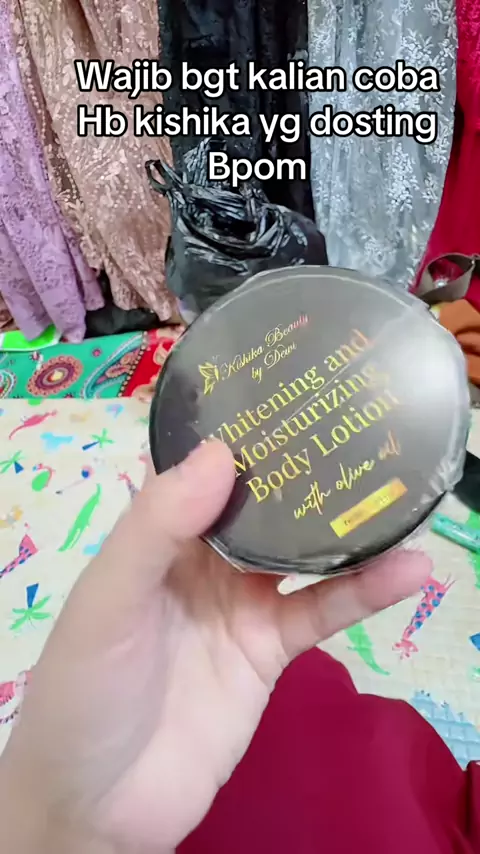 Wajib bgt kalian coba
Hb kishika yg dosting
Bpom
Kishika Beauty
by Dewi
Whitening and
Moisturizing
Body Lotion
with olive oil